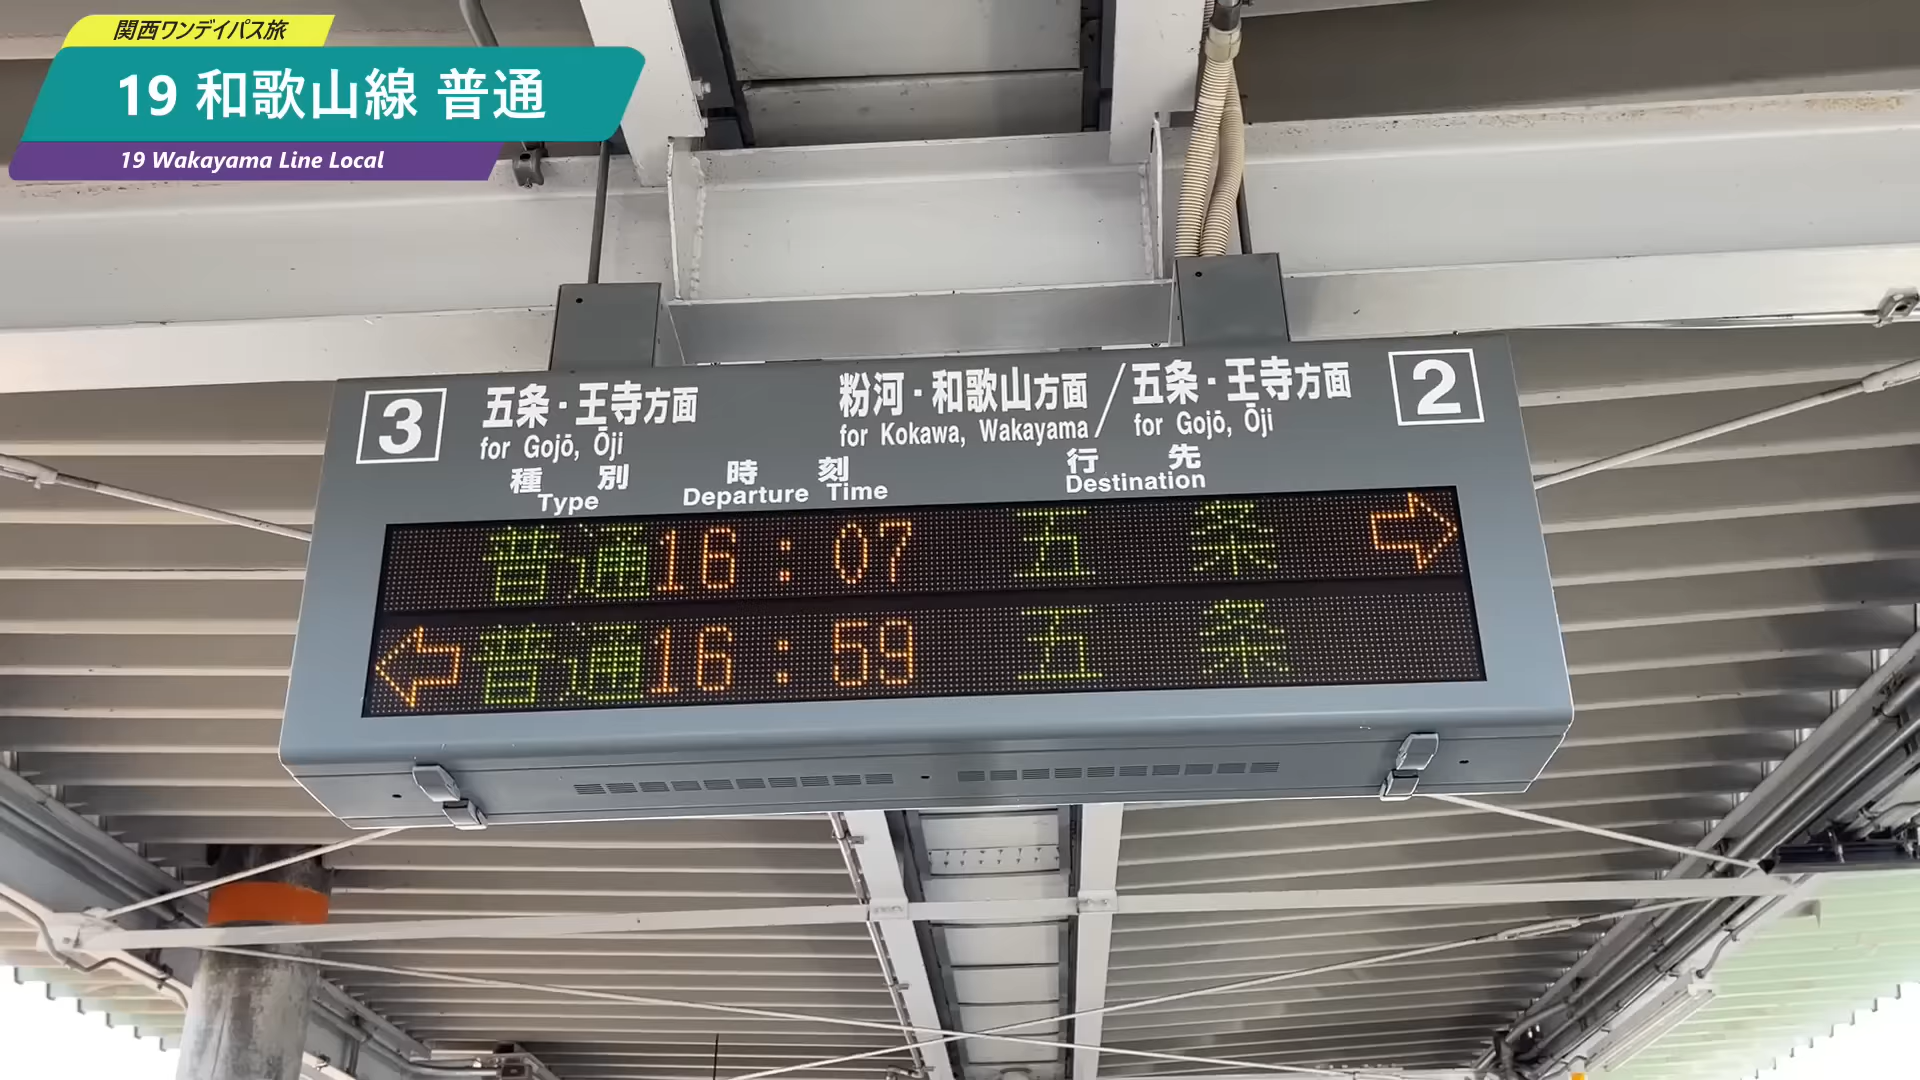 関西ワンデイパス旅
19 和歌山線 普通
19 Wakayama Line Local
3 五条・王寺方面 粉河・和歌山方面/五条・王寺方面 2
for Gojō, Ōji for Kokawa, Wakayama / for Gojō, Ōji
種別 時刻 行先
Type Departure Time Destination
普通 16:07 五条 ⇨
⇦ 普通 16:59 五条